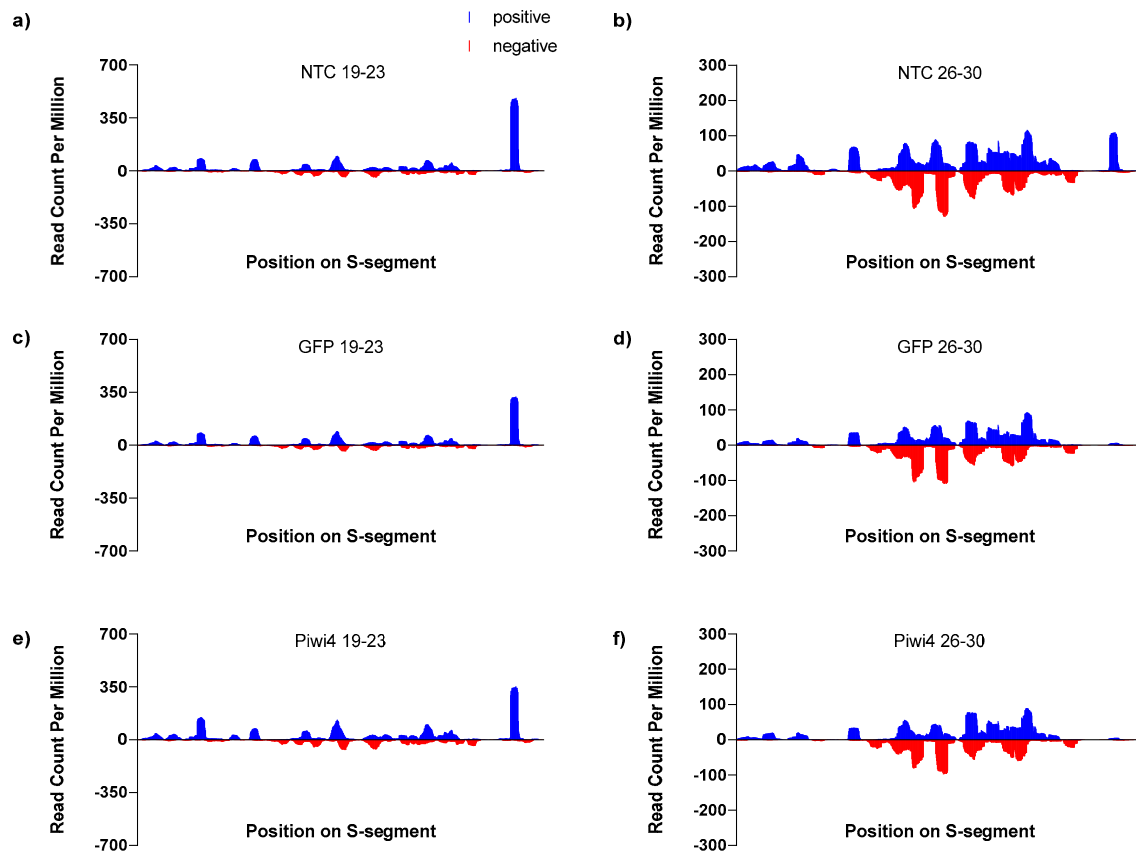 a)
positive
negative
NTC 19-23
700
350
0
-350
-700
Read Count Per Million
Position on S-segment
b)
NTC 26-30
300
200
100
0
-100
-200
-300
Read Count Per Million
Position on S-segment
c)
GFP 19-23
700
350
0
-350
-700
Read Count Per Million
Position on S-segment
d)
GFP 26-30
300
200
100
0
-100
-200
-300
Read Count Per Million
Position on S-segment
e)
Piwi4 19-23
700
350
0
-350
-700
Read Count Per Million
Position on S-segment
f)
Piwi4 26-30
300
200
100
0
-100
-200
-300
Read Count Per Million
Position on S-segment